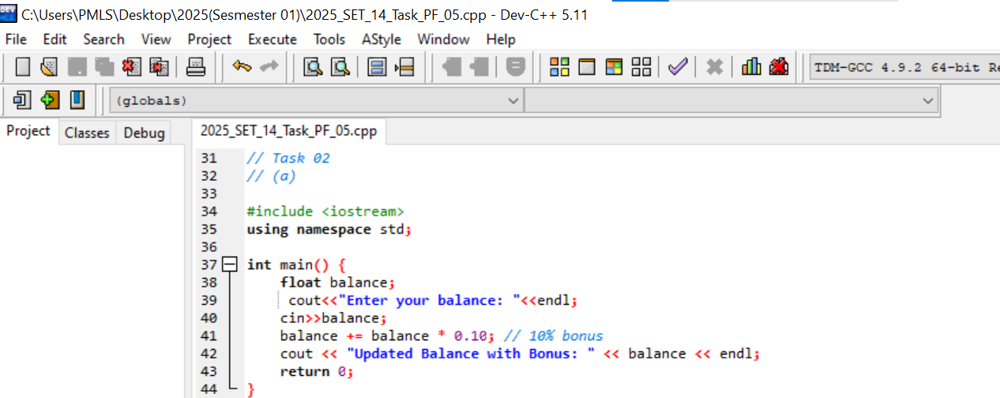 C:\Users\PMLS\Desktop\2025(Sesmester 01)\2025_SET_14_Task_PF_05.cpp - Dev-C++ 5.11
File Edit Search View Project Execute Tools AStyle Window Help
TDM-GCC 4.9.2 64-bit Re
(globals)
Project Classes Debug 2025_SET_14_Task_PF_05.cpp
31 // Task 02
32 // (a)
33
34 #include <iostream>
35 using namespace std;
36
37 int main() {
38 float balance;
39 cout<<"Enter your balance: "<<endl;
40 cin>>balance;
41 balance += balance * 0.10; // 10% bonus
42 cout << "Updated Balance with Bonus: " << balance << endl;
43 return 0;
44 }